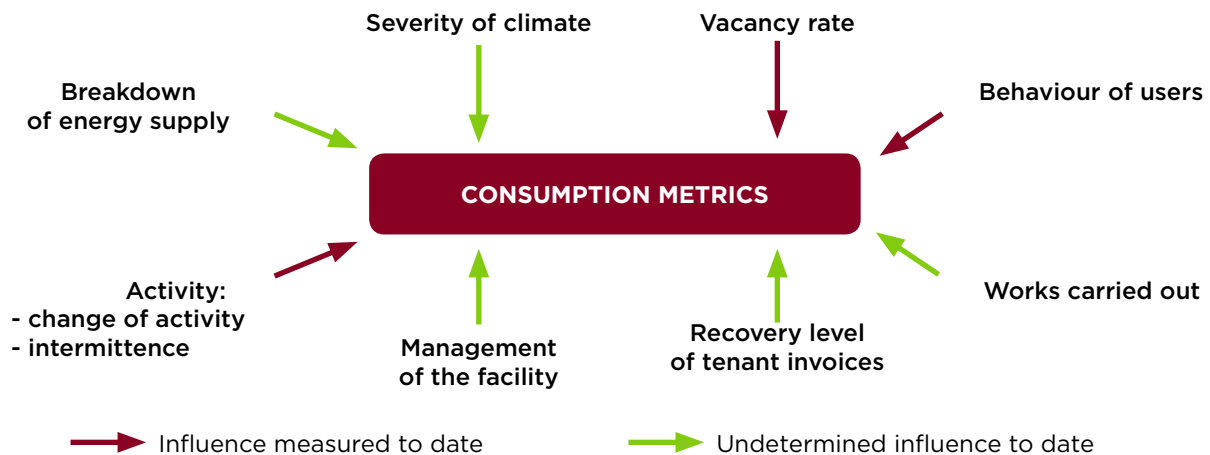 Severity of climate
Vacancy rate
Breakdown
of energy supply
Behaviour of users
CONSUMPTION METRICS
Activity:
- change of activity
- intermittence
Management
of the facility
Recovery level
of tenant invoices
Works carried out
Influence measured to date
Undetermined influence to date